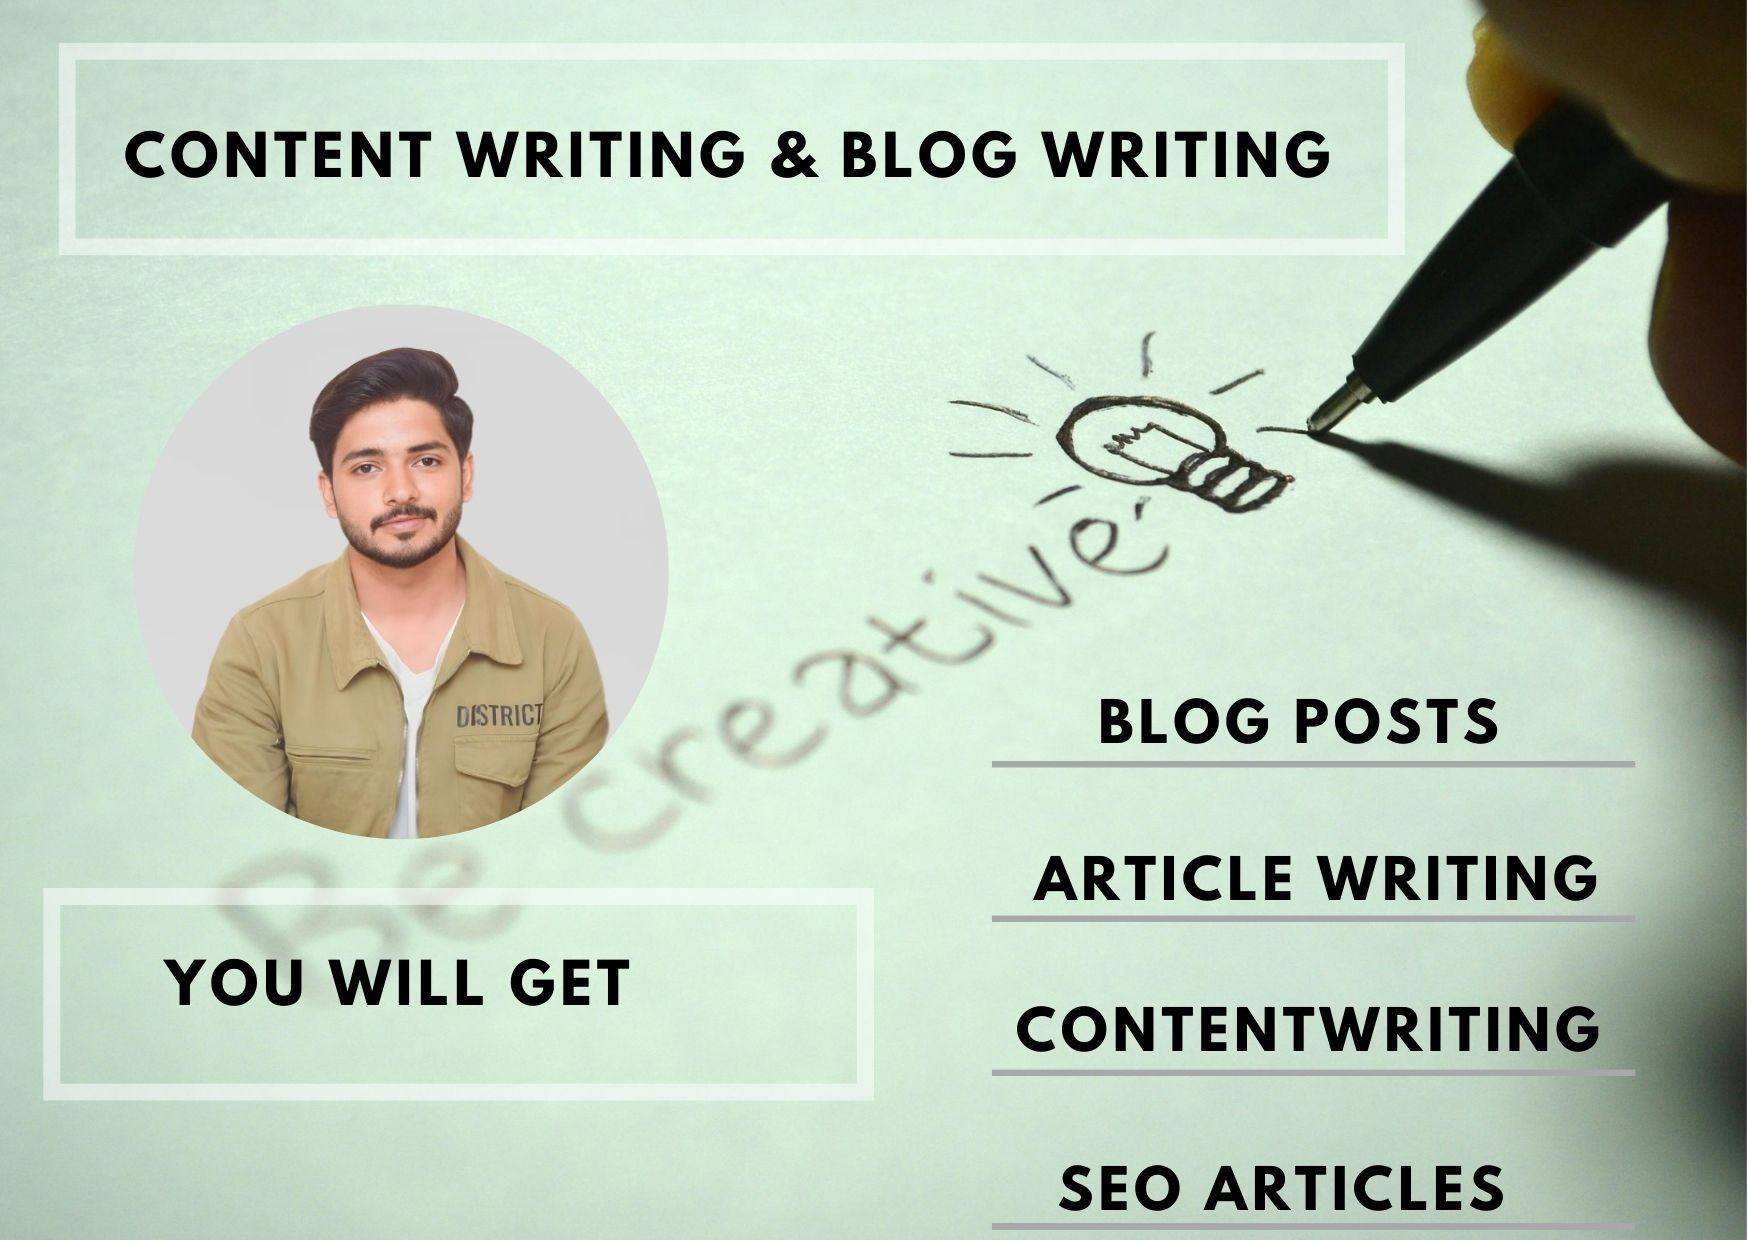 CONTENT WRITING & BLOG WRITING
DISTRICT
Be creative
YOU WILL GET
BLOG POSTS
ARTICLE WRITING
CONTENTWRITING
SEO ARTICLES